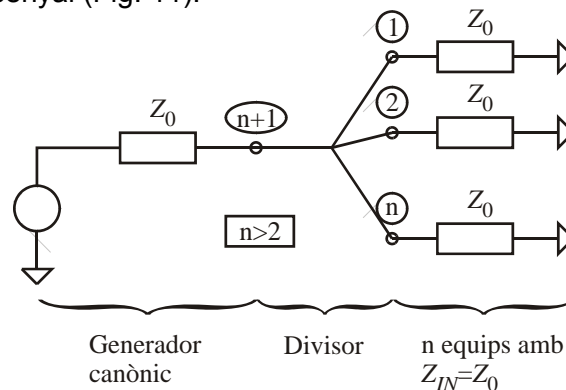 senyal (Fig. 11).
1
Z0
Z0
n+1
2
Z0
n
Z0
n>2
Generador canònic
Divisor
n equips amb
ZIN=Z0